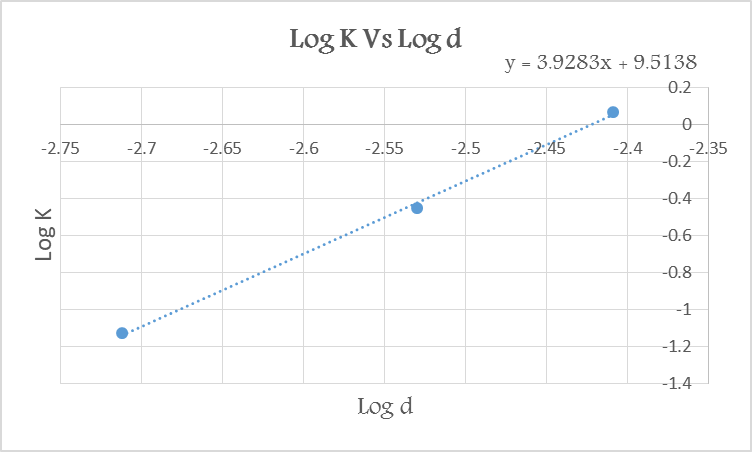 Log K Vs Log d
y = 3.9283x + 9.5138
0.2
0
-2.75 -2.7 -2.65 -2.6 -2.55 -2.5 -2.45 -2.4 -2.35
-0.2
-0.4
Log K
-0.6
-0.8
-1
-1.2
-1.4
Log d